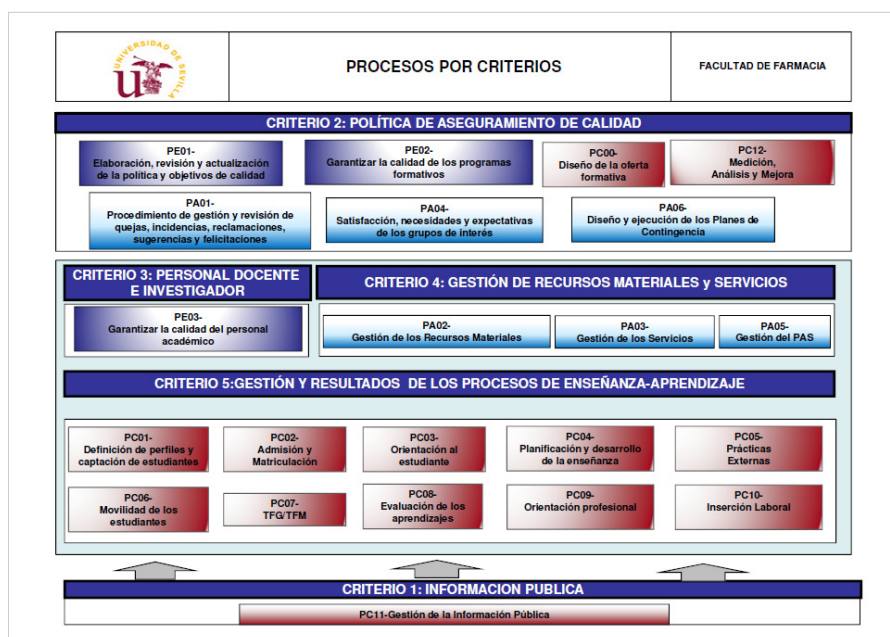 UNIVERSIDAD DE SEVILLA
PROCESOS POR CRITERIOS
FACULTAD DE FARMACIA
CRITERIO 2: POLÍTICA DE ASEGURAMIENTO DE CALIDAD
PE01-
Elaboración, revisión y actualización
de la política y objetivos de calidad
PE02-
Garantizar la calidad de los programas
formativos
PC00-
Diseño de la oferta
formativa
PC12-
Medición,
Análisis y Mejora
PA01-
Procedimiento de gestión y revisión de
quejas, incidencias, reclamaciones,
sugerencias y felicitaciones
PA04-
Satisfacción, necesidades y expectativas
de los grupos de interés
PA06-
Diseño y ejecución de los Planes de
Contingencia
CRITERIO 3: PERSONAL DOCENTE
E INVESTIGADOR
CRITERIO 4: GESTIÓN DE RECURSOS MATERIALES y SERVICIOS
PE03-
Garantizar la calidad del personal
académico
PA02-
Gestión de los Recursos Materiales
PA03-
Gestión de los Servicios
PA05-
Gestión del PAS
CRITERIO 5:GESTIÓN Y RESULTADOS DE LOS PROCESOS DE ENSEÑANZA-APRENDIZAJE
PC01-
Definición de perfiles y
captación de estudiantes
PC02-
Admisión y
Matriculación
PC03-
Orientación al
estudiante
PC04-
Planificación y desarrollo
de la enseñanza
PC05-
Prácticas
Externas
PC06-
Movilidad de los
estudiantes
PC07-
TFG/TFM
PC08-
Evaluación de los
aprendizajes
PC09-
Orientación profesional
PC10-
Inserción Laboral
CRITERIO 1: INFORMACION PUBLICA
PC11-Gestión de la Información Pública